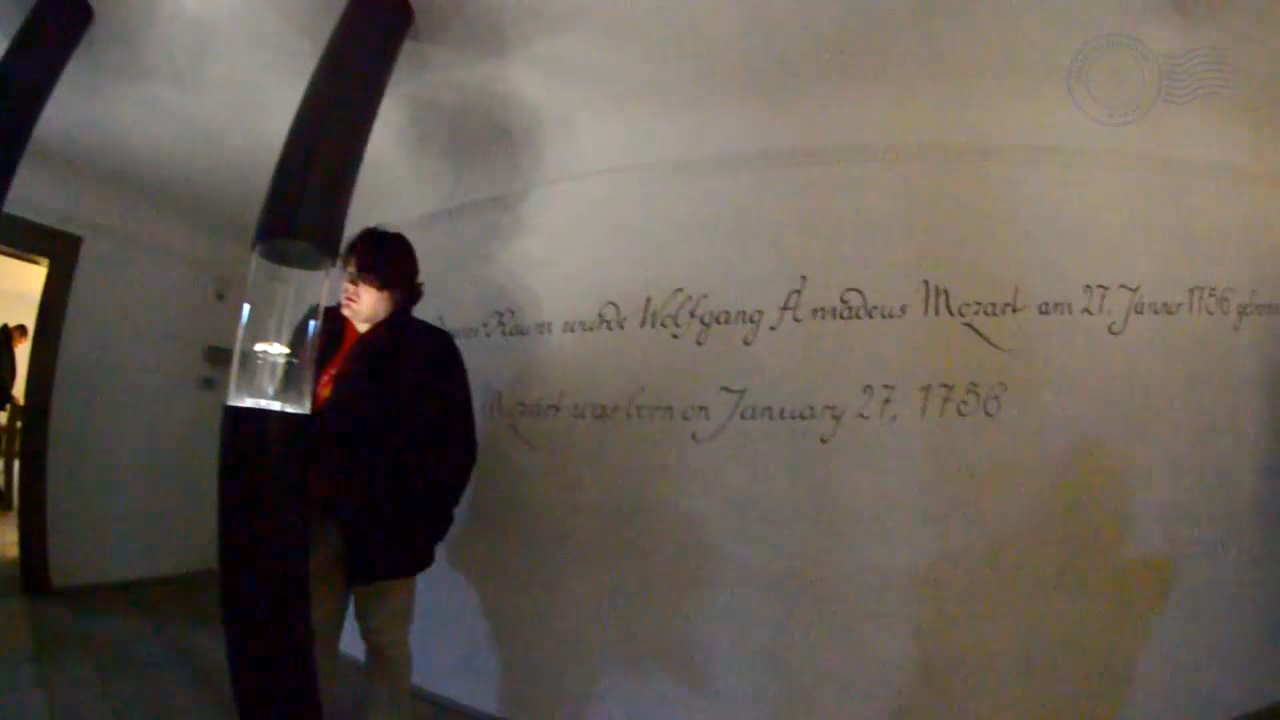 Raum wurde Wolfgang Amadeus Mozart am 27. Jänner 1756
Mozart was born on January 27, 1756